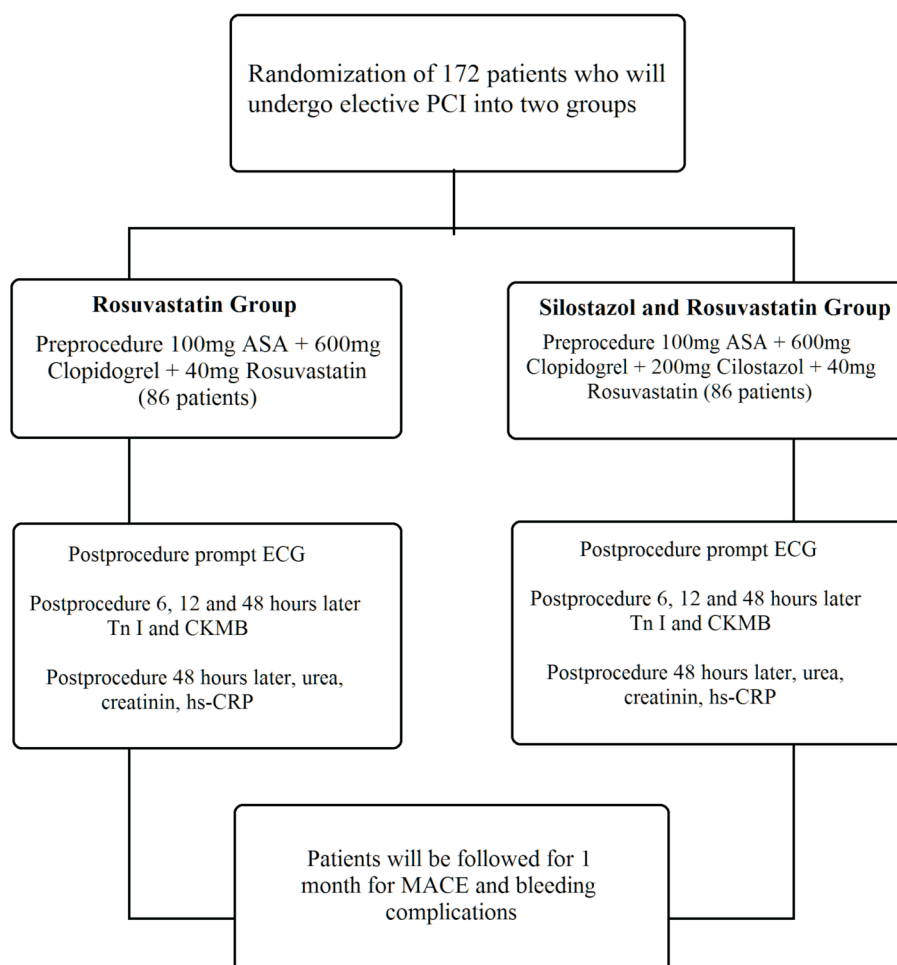 Randomization of 172 patients who will
undergo elective PCI into two groups
Rosuvastatin Group
Preprocedure 100mg ASA + 600mg
Clopidogrel + 40mg Rosuvastatin
(86 patients)
Silostazol and Rosuvastatin Group
Preprocedure 100mg ASA + 600mg
Clopidogrel + 200mg Cilostazol + 40mg
Rosuvastatin (86 patients)
Postprocedure prompt ECG
Postprocedure 6, 12 and 48 hours later
Tn I and CKMB
Postprocedure 48 hours later, urea,
creatinin, hs-CRP
Postprocedure prompt ECG
Postprocedure 6, 12 and 48 hours later
Tn I and CKMB
Postprocedure 48 hours later, urea,
creatinin, hs-CRP
Patients will be followed for 1
month for MACE and bleeding
complications